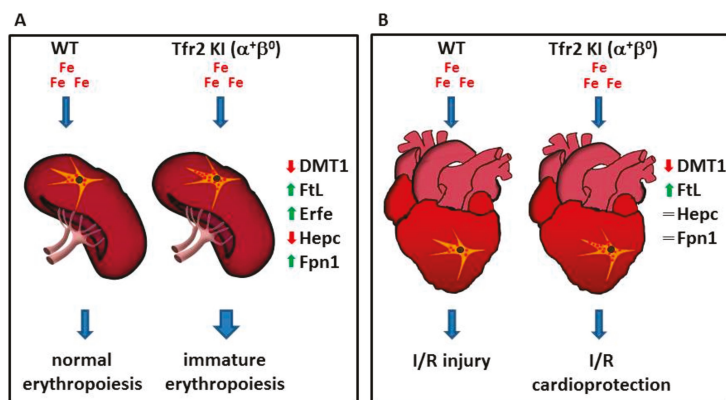 A
WT
Tfr2 KI (α⁺β⁰)
Fe
Fe Fe
Fe
Fe Fe
DMT1
FtL
Erfe
Hepc
Fpn1
normal
erythropoiesis
immature
erythropoiesis
B
WT
Tfr2 KI (α⁺β⁰)
Fe
Fe Fe
Fe
Fe Fe
DMT1
FtL
=Hepc
=Fpn1
I/R injury
I/R
cardioprotection